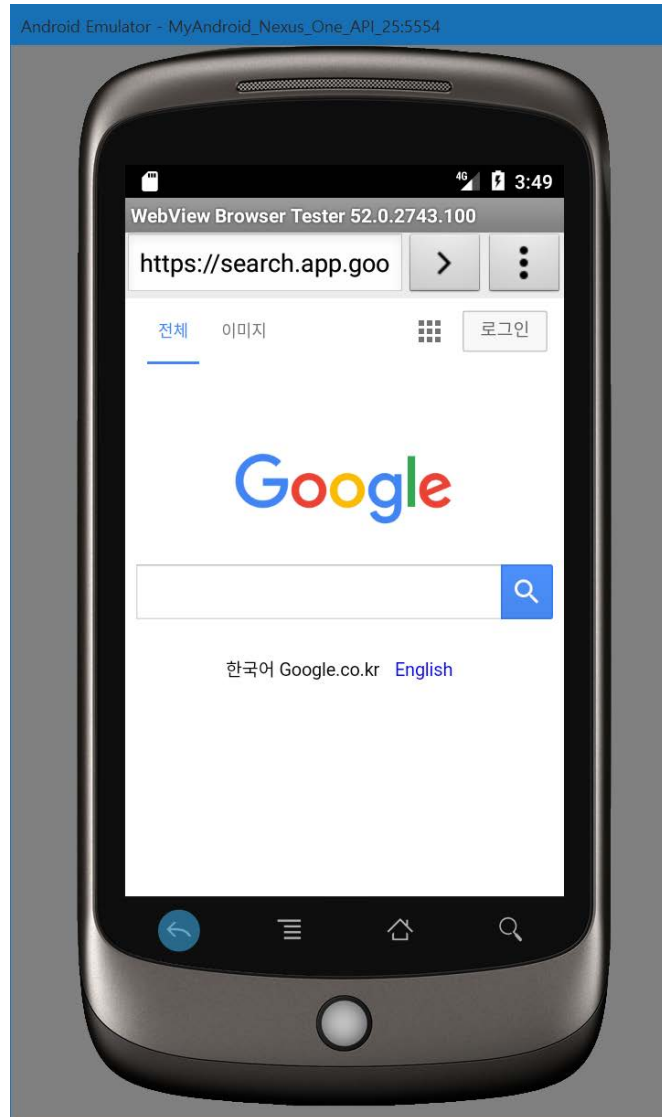 Android Emulator - MyAndroid_Nexus_One_API_25:5554
4G 3:49
WebView Browser Tester 52.0.2743.100
https://search.app.goo
전체 이미지 로그인
Google
한국어 Google.co.kr English